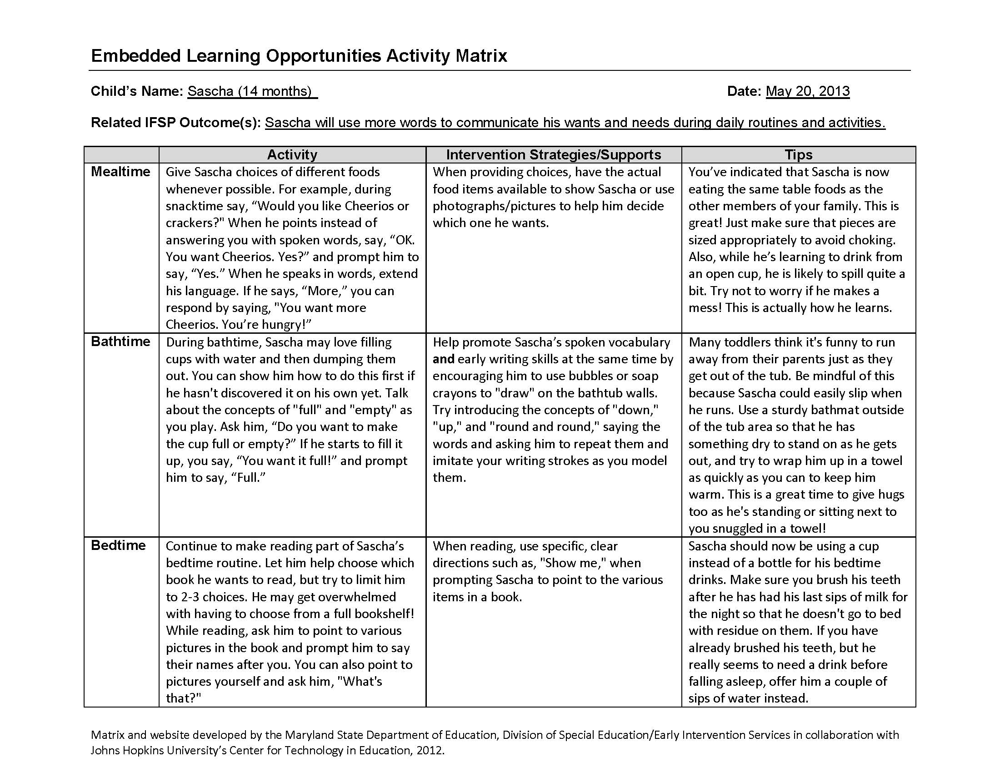 Embedded Learning Opportunities Activity Matrix
Child’s Name: Sascha (14 months)
Date: May 20, 2013
Related IFSP Outcome(s): Sascha will use more words to communicate his wants and needs during daily routines and activities.
Activity
Intervention Strategies/Supports
Tips
Mealtime
Give Sascha choices of different foods
whenever possible. For example, during
snacktime say, “Would you like Cheerios or
crackers?" When he points instead of
answering you with spoken words, say, “OK.
You want Cheerios. Yes?” and prompt him to
say, “Yes.” When he speaks in words, extend
his language. If he says, “More,” you can
respond by saying, "You want more
Cheerios. You’re hungry!”
When providing choices, have the actual
food items available to show Sascha or use
photographs/pictures to help him decide
which one he wants.
You’ve indicated that Sascha is now
eating the same table foods as the
other members of your family. This is
great! Just make sure that pieces are
sized appropriately to avoid choking.
Also, while he’s learning to drink from
an open cup, he is likely to spill quite a
bit. Try not to worry if he makes a
mess! This is actually how he learns.
Bathtime
During bathtime, Sascha may love filling
cups with water and then dumping them
out. You can show him how to do this first if
he hasn't discovered it on his own yet. Talk
about the concepts of "full" and "empty" as
you play. Ask him, “Do you want to make
the cup full or empty?” If he starts to fill it
up, you say, “You want it full!” and prompt
him to say, “Full.”
Help promote Sascha’s spoken vocabulary
and early writing skills at the same time by
encouraging him to use bubbles or soap
crayons to "draw" on the bathtub walls.
Try introducing the concepts of "down,"
"up," and "round and round," saying the
words and asking him to repeat them and
imitate your writing strokes as you model
them.
Many toddlers think it's funny to run
away from their parents just as they
get out of the tub. Be mindful of this
because Sascha could easily slip when
he runs. Use a sturdy bathmat outside
of the tub area so that he has
something dry to stand on as he gets
out, and try to wrap him up in a towel
as quickly as you can to keep him
warm. This is a great time to give hugs
too as he's standing or sitting next to
you snuggled in a towel!
Bedtime
Continue to make reading part of Sascha’s
bedtime routine. Let him help choose which
book he wants to read, but try to limit him
to 2-3 choices. He may get overwhelmed
with having to choose from a full bookshelf!
While reading, ask him to point to various
pictures in the book and prompt him to say
their names after you. You can also point to
pictures yourself and ask him, "What's
that?"
When reading, use specific, clear
directions such as, "Show me," when
prompting Sascha to point to the various
items in a book.
Sascha should now be using a cup
instead of a bottle for his bedtime
drinks. Make sure you brush his teeth
after he has had his last sips of milk for
the night so that he doesn't go to bed
with residue on them. If you have
already brushed his teeth, but he
really seems to need a drink before
falling asleep, offer him a couple of
sips of water instead.
Matrix and website developed by the Maryland State Department of Education, Division of Special Education/Early Intervention Services in collaboration with
Johns Hopkins University’s Center for Technology in Education, 2012.